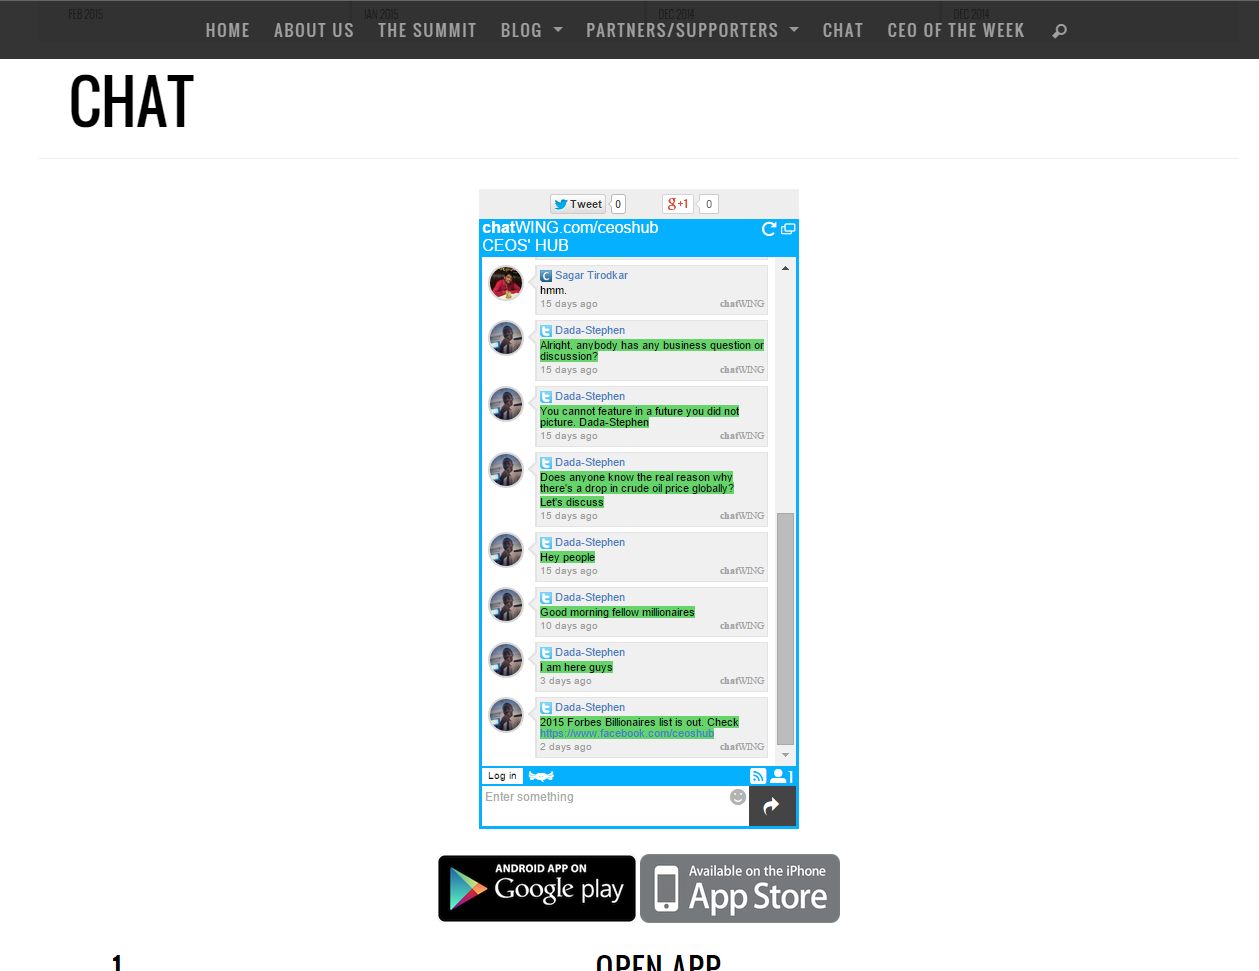 FEB 2015 JAN 2015 DEC 2014 DEC 2014
HOME ABOUT US THE SUMMIT BLOG PARTNERS/SUPPORTERS CHAT CEO OF THE WEEK
CHAT
Tweet 0 g+1 0
chatWING.com/ceoshub
CEOS' HUB
Sagar Tirodkar
hmm.
15 days ago chatWING
Dada-Stephen
Alright, anybody has any business question or
discussion?
15 days ago chatWING
Dada-Stephen
You cannot feature in a future you did not
picture. Dada-Stephen
15 days ago chatWING
Dada-Stephen
Does anyone know the real reason why
there's a drop in crude oil price globally?
Let's discuss
15 days ago chatWING
Dada-Stephen
Hey people
15 days ago chatWING
Dada-Stephen
Good morning fellow millionaires
10 days ago chatWING
Dada-Stephen
I am here guys
3 days ago chatWING
Dada-Stephen
2015 Forbes Billionaires list is out. Check
https://www.facebook.com/ceoshub
2 days ago chatWING
Log in 1
Enter something
ANDROID APP ON
Google play
Available on the iPhone
App Store
1 OPEN APP